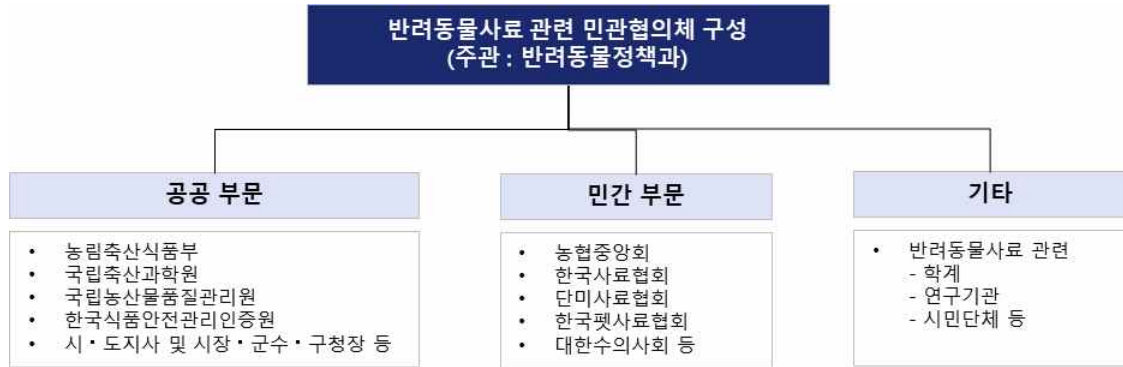 반려동물사료 관련 민관협의체 구성
(주관 : 반려동물정책과)
공공 부문
• 농림축산식품부
• 국립축산과학원
• 국립농산물품질관리원
• 한국식품안전관리인증원
• 시・도지사 및 시장・군수・구청장 등
민간 부문
• 농협중앙회
• 한국사료협회
• 단미사료협회
• 한국펫사료협회
• 대한수의사회 등
기타
• 반려동물사료 관련
- 학계
- 연구기관
- 시민단체 등